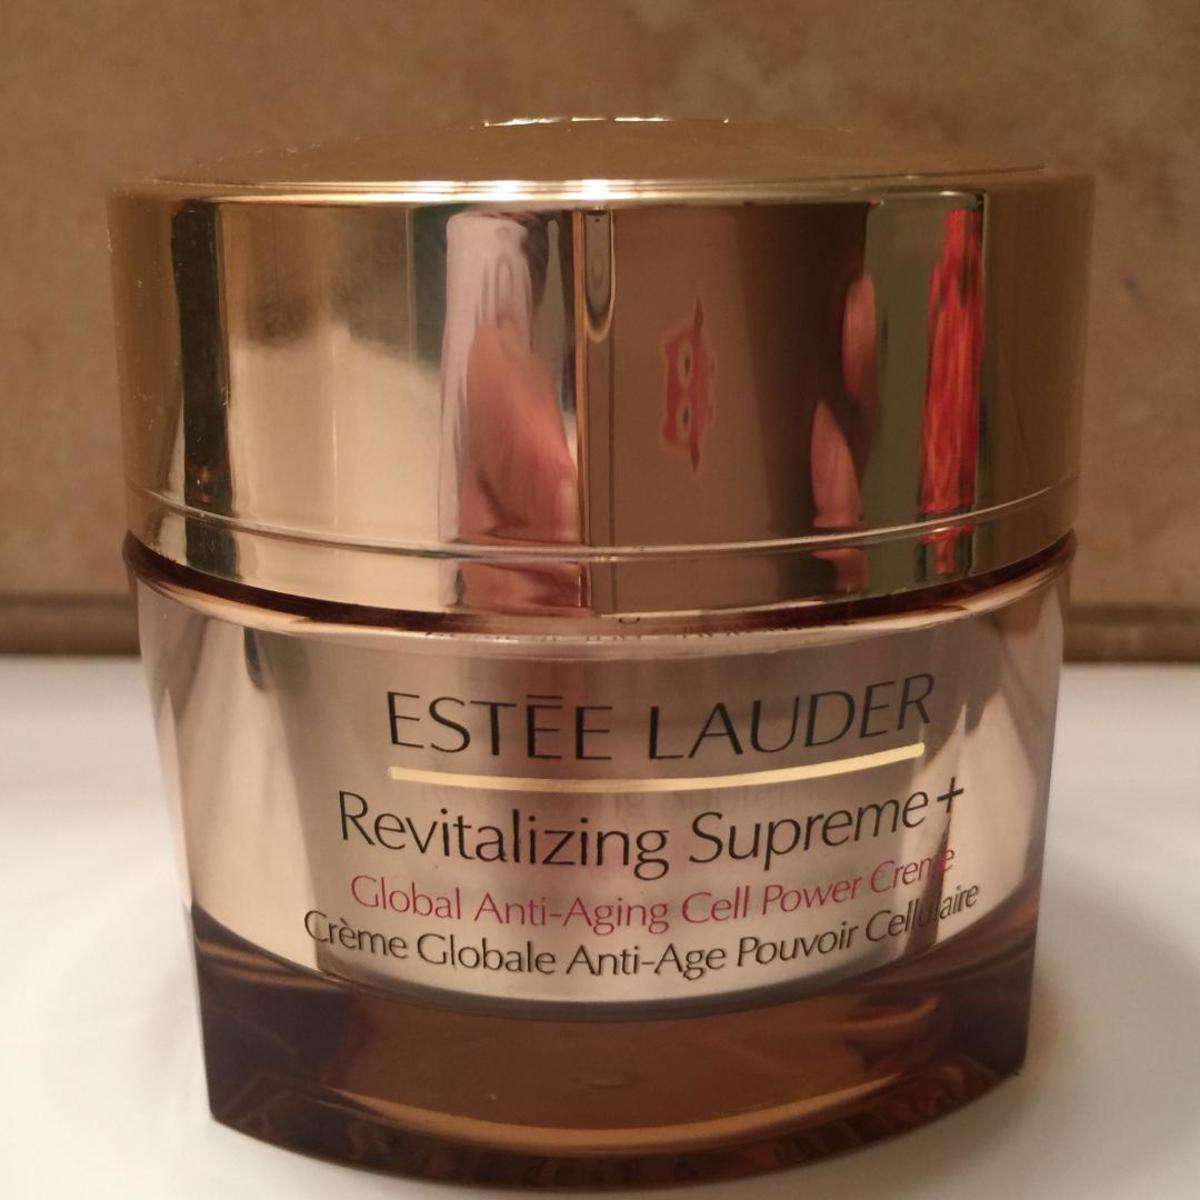 ESTĒE LAUDER
Revitalizing Supreme+
Global Anti-Aging Cell Power Creme
Crème Globale Anti-Age Pouvoir Cellulaire